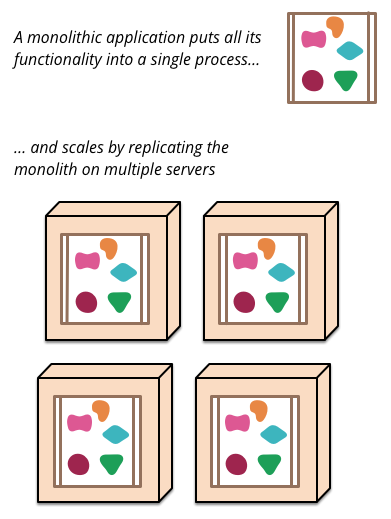 A monolithic application puts all its
functionality into a single process...
... and scales by replicating the
monolith on multiple servers